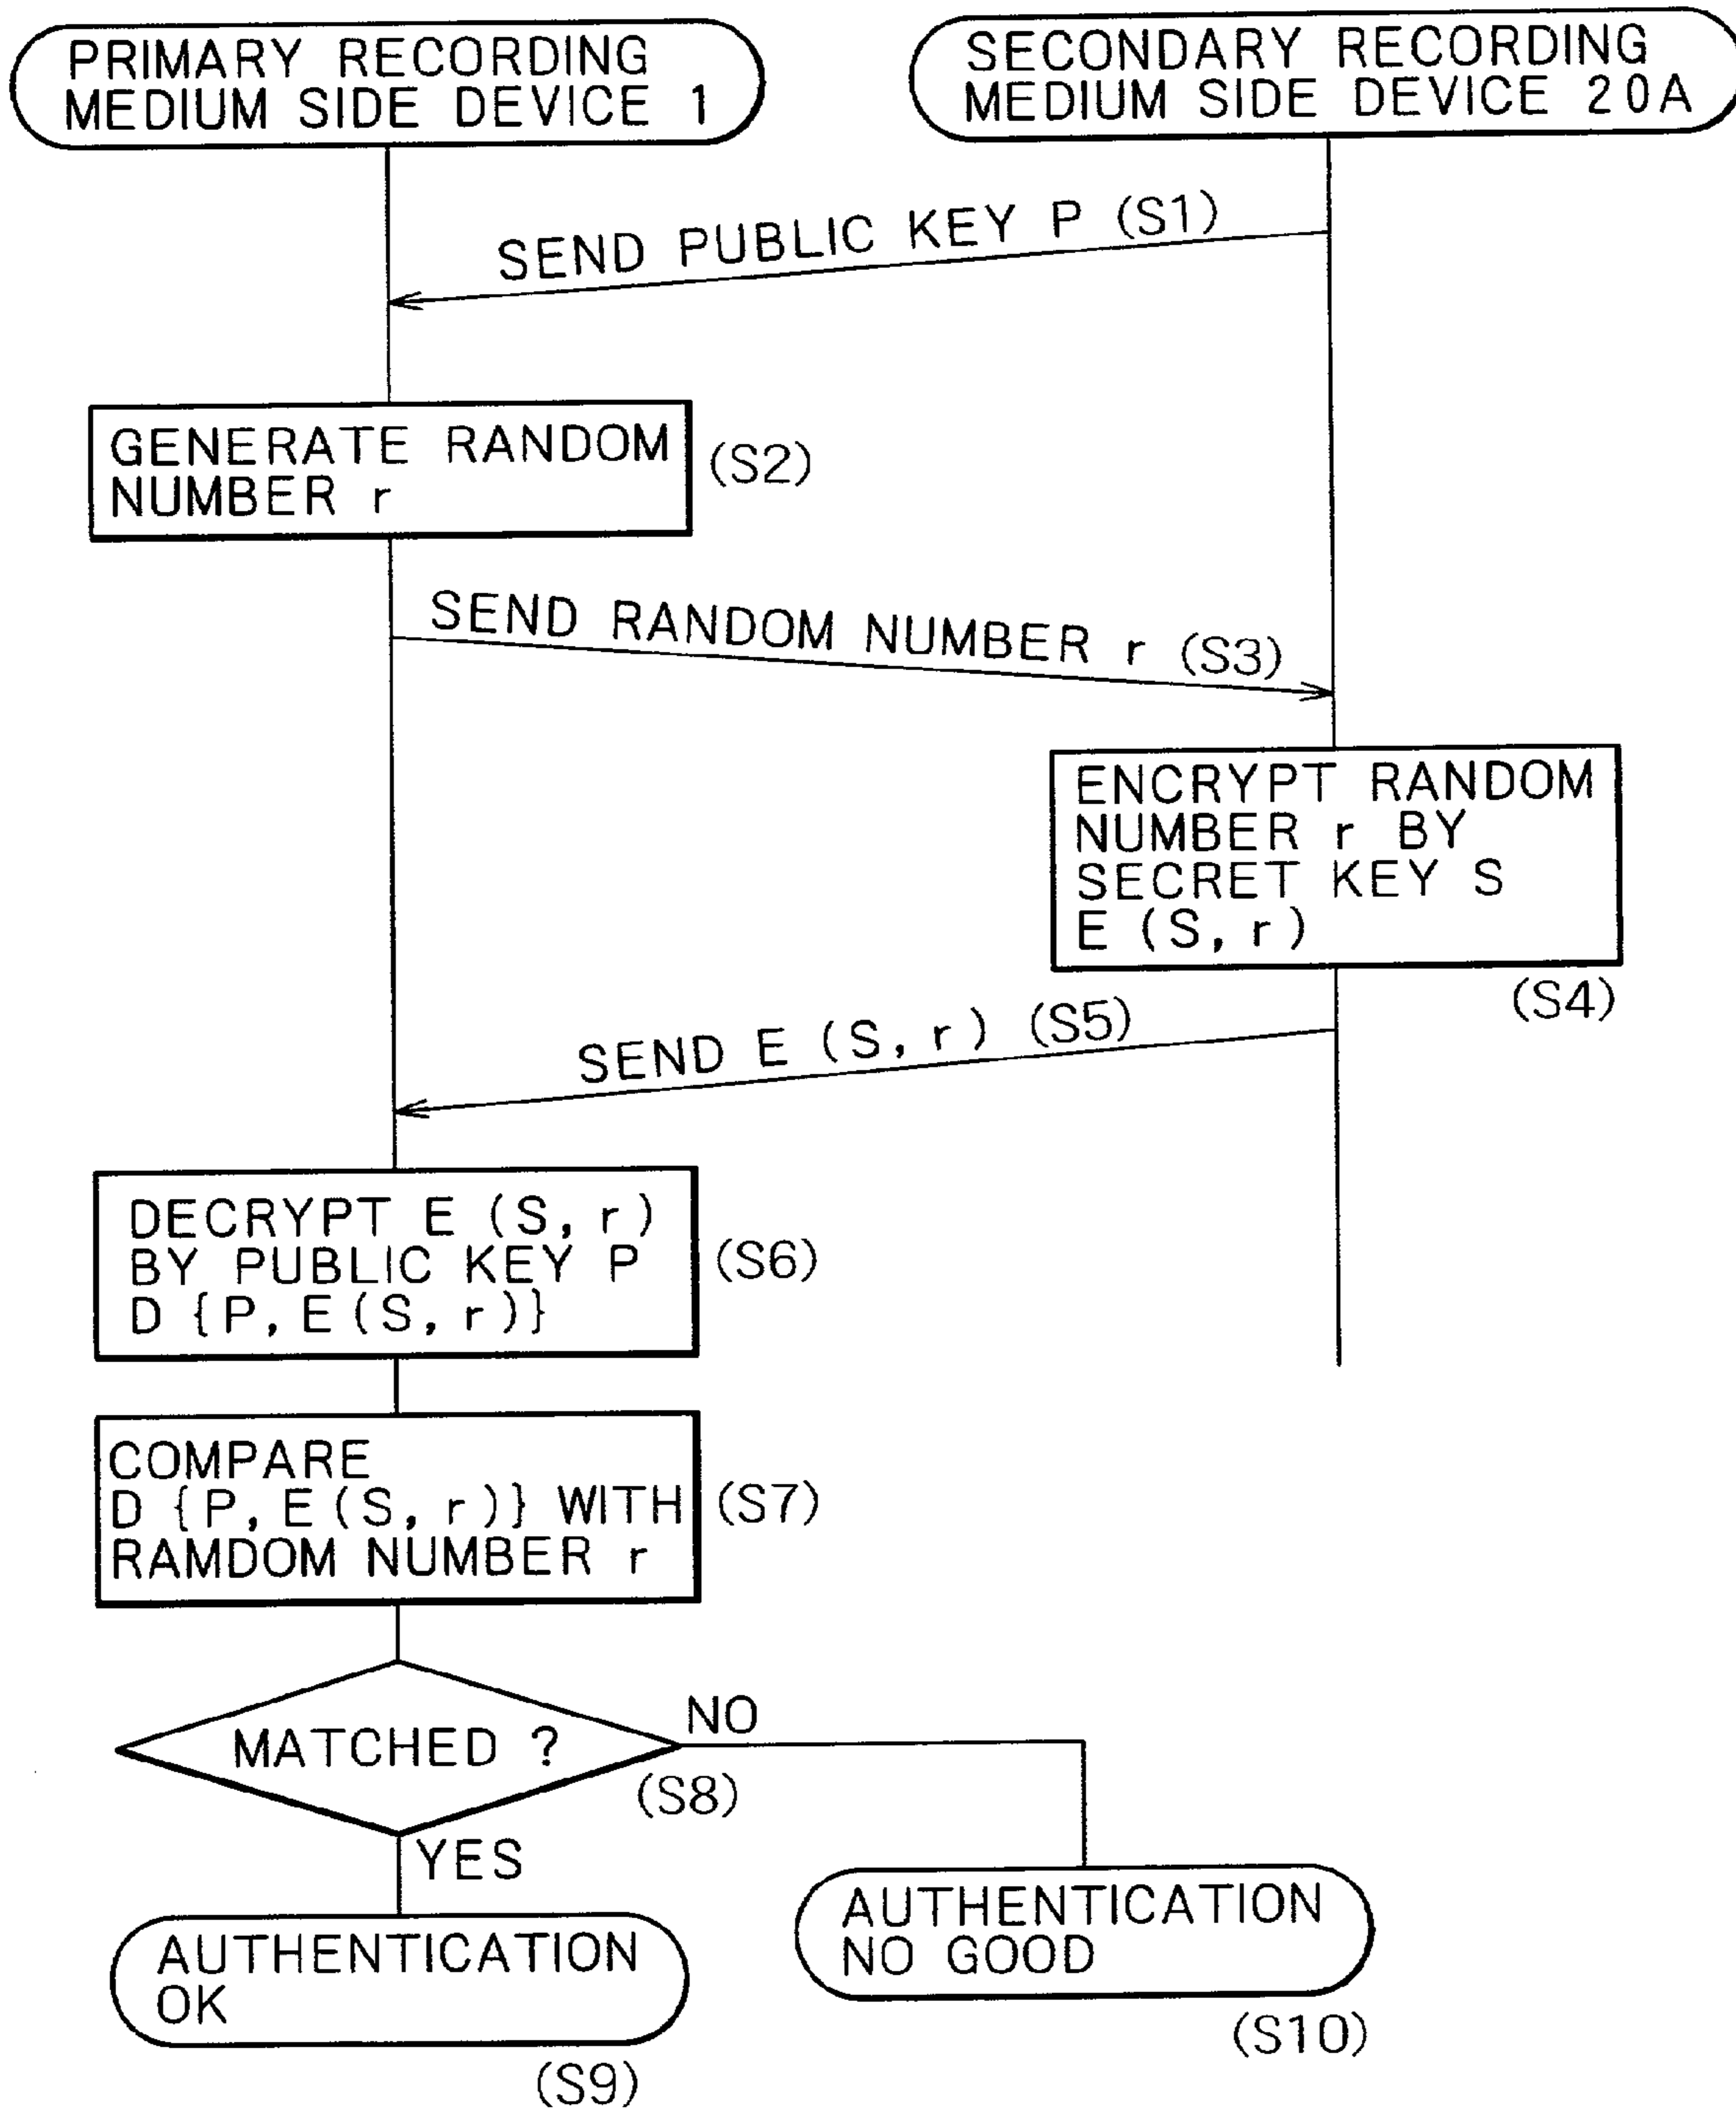 PRIMARY RECORDING
MEDIUM SIDE DEVICE 1
SECONDARY RECORDING
MEDIUM SIDE DEVICE 20A
SEND PUBLIC KEY P (S1)
GENERATE RANDOM
NUMBER r
(S2)
SEND RANDOM NUMBER r (S3)
ENCRYPT RANDOM
NUMBER r BY
SECRET KEY S
E (S, r)
(S4)
SEND E (S, r) (S5)
DECRYPT E (S, r)
BY PUBLIC KEY P
D {P, E (S, r)}
(S6)
COMPARE
D {P, E (S, r)} WITH
RAMDOM NUMBER r
(S7)
MATCHED ?
NO
(S8)
YES
AUTHENTICATION
OK
(S9)
AUTHENTICATION
NO GOOD
(S10)